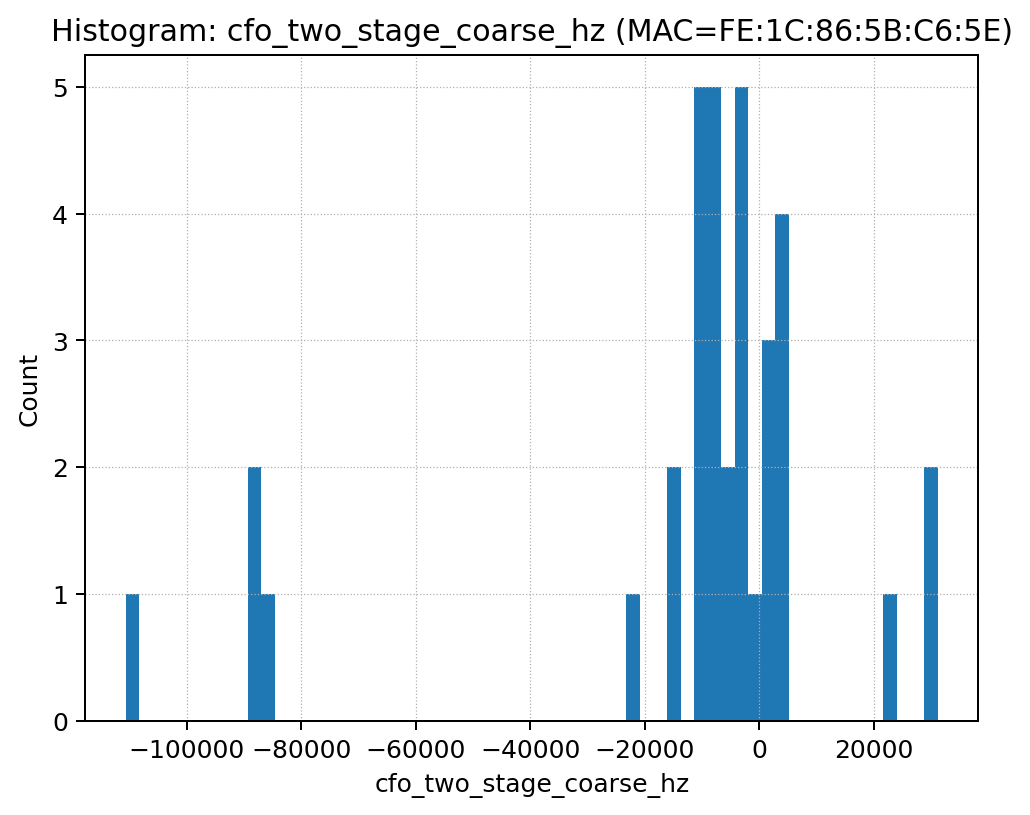 Histogram: cfo_two_stage_coarse_hz (MAC=FE:1C:86:5B:C6:5E)
5
4
3
2
1
0
Count
−100000 −80000 −60000 −40000 −20000 0 20000
cfo_two_stage_coarse_hz